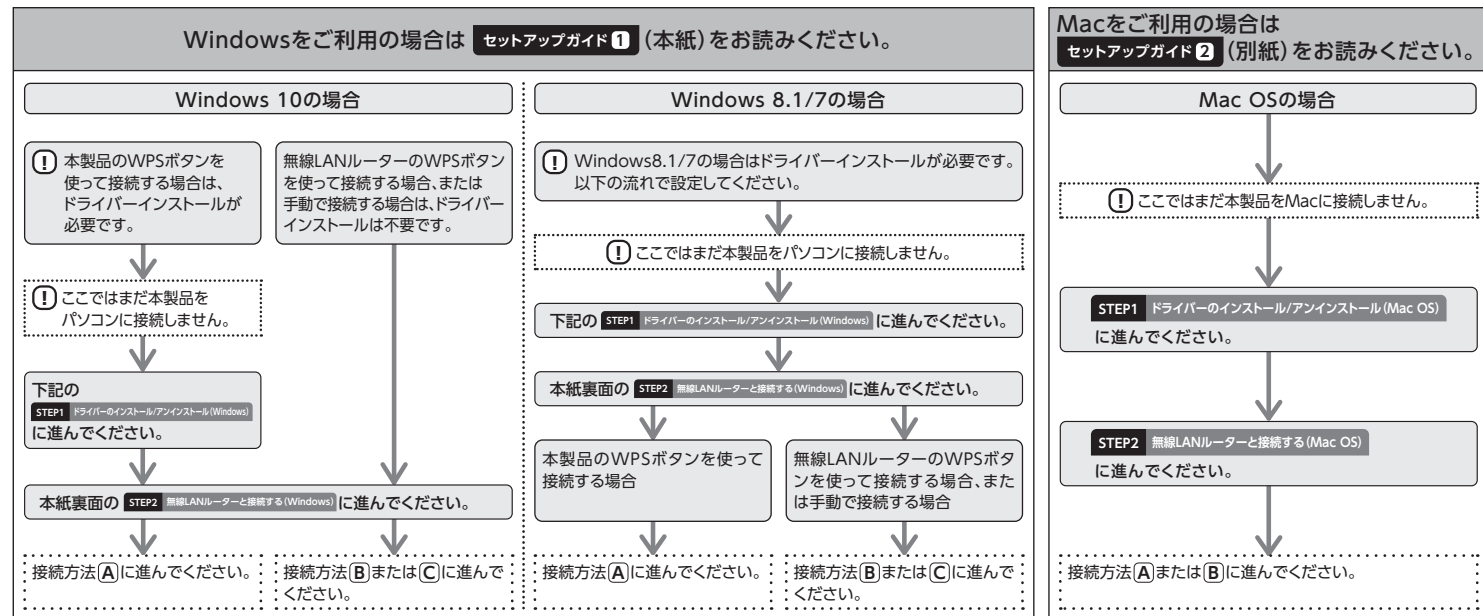 Windowsをご利用の場合は セットアップガイド1 (本紙)をお読みください。
Windows 10の場合
! 本製品のWPSボタンを
使って接続する場合は、
ドライバーインストールが
必要です。
! ここではまだ本製品を
パソコンに接続しません。
下記の
STEP1 ドライバーのインストール/アンインストール(Windows)
に進んでください。
無線LANルーターのWPSボタン
を使って接続する場合、または
手動で接続する場合は、ドライバー
インストールは不要です。
本紙裏面の STEP2 無線LANルーターと接続する(Windows) に進んでください。
接続方法Aに進んでください。
接続方法BまたはCに進んで
ください。
Windows 8.1/7の場合
! Windows8.1/7の場合はドライバーインストールが必要です。
以下の流れで設定してください。
! ここではまだ本製品をパソコンに接続しません。
下記の STEP1 ドライバーのインストール/アンインストール(Windows) に進んでください。
本紙裏面の STEP2 無線LANルーターと接続する(Windows) に進んでください。
本製品のWPSボタンを使って
接続する場合
無線LANルーターのWPSボタ
ンを使って接続する場合、また
は手動で接続する場合
接続方法Aに進んでください。
接続方法BまたはCに進んで
ください。
Macをご利用の場合は
セットアップガイド2 (別紙)をお読みください。
Mac OSの場合
! ここではまだ本製品をMacに接続しません。
STEP1 ドライバーのインストール/アンインストール(Mac OS)
に進んでください。
STEP2 無線LANルーターと接続する(Mac OS)
に進んでください。
接続方法AまたはBに進んでください。